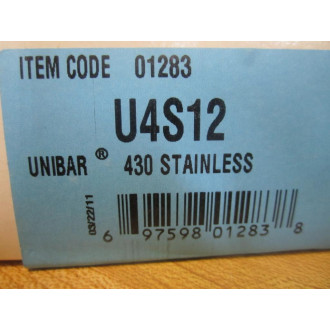 ITEM CODE 01283
U4S12
UNIBAR ® 430 STAINLESS
03/22/11
6 97598 01283 8